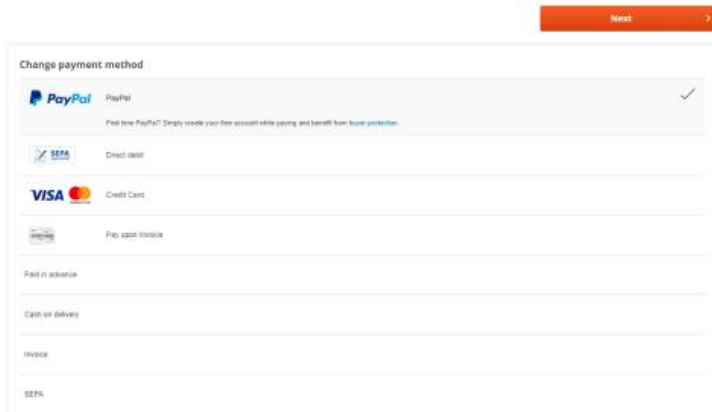 Next
Change payment method
PayPal PayPal
First time PayPal? Simply create your free account while paying and benefit from buyer protection.
SEPA Direct debit
VISA Credit Card
Pay upon Invoice
Paid in advance
Cash on delivery
Invoice
SEPA